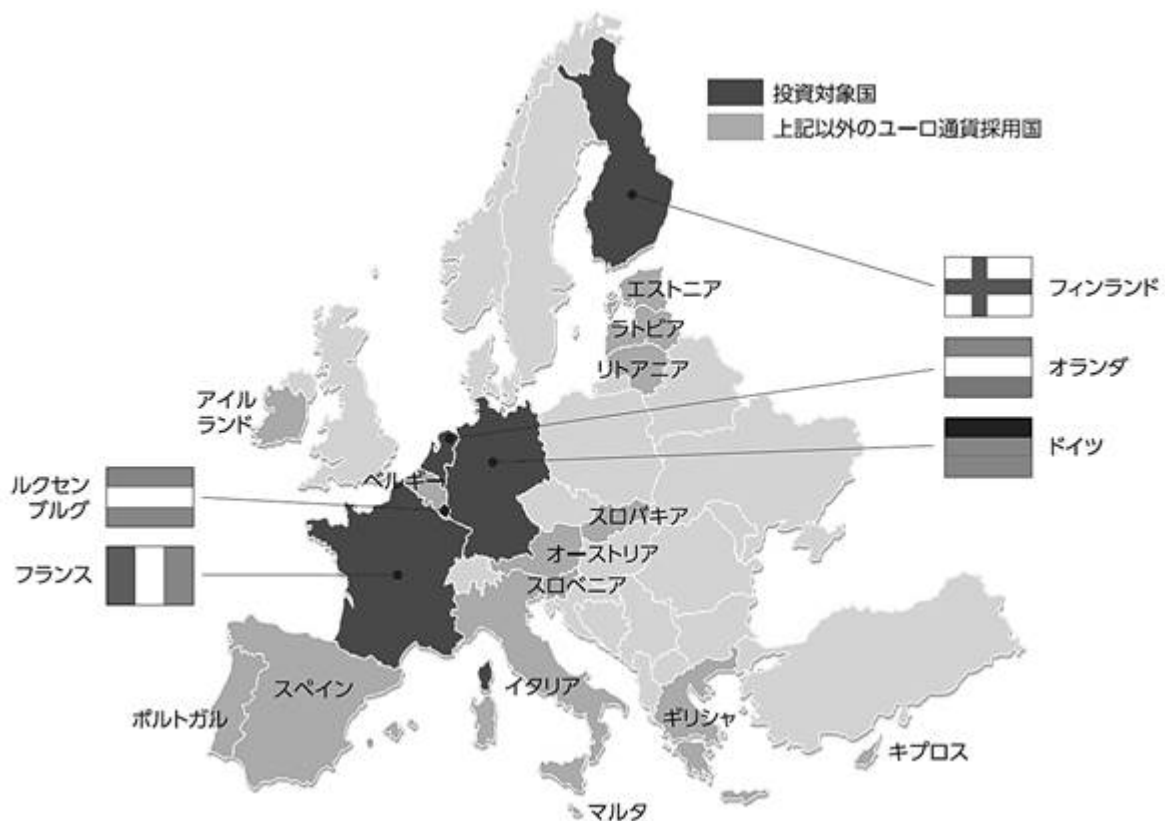 投資対象国
上記以外のユーロ通貨採用国
フィンランド
エストニア
ラトビア
リトアニア
オランダ
アイル
ランド
ドイツ
ベルギー
ルクセン
ブルグ
スロバキア
オーストリア
フランス
スロベニア
スペイン
イタリア
ポルトガル
ギリシャ
キプロス
マルタ